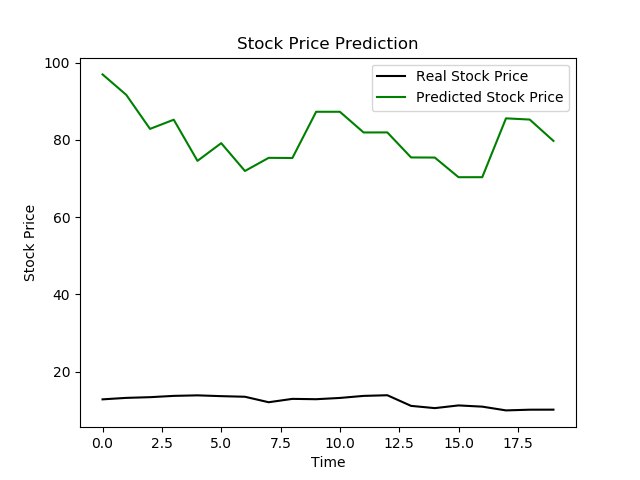 Stock Price Prediction
Real Stock Price
Predicted Stock Price
Stock Price
100
80
60
40
20
0.0 2.5 5.0 7.5 10.0 12.5 15.0 17.5
Time